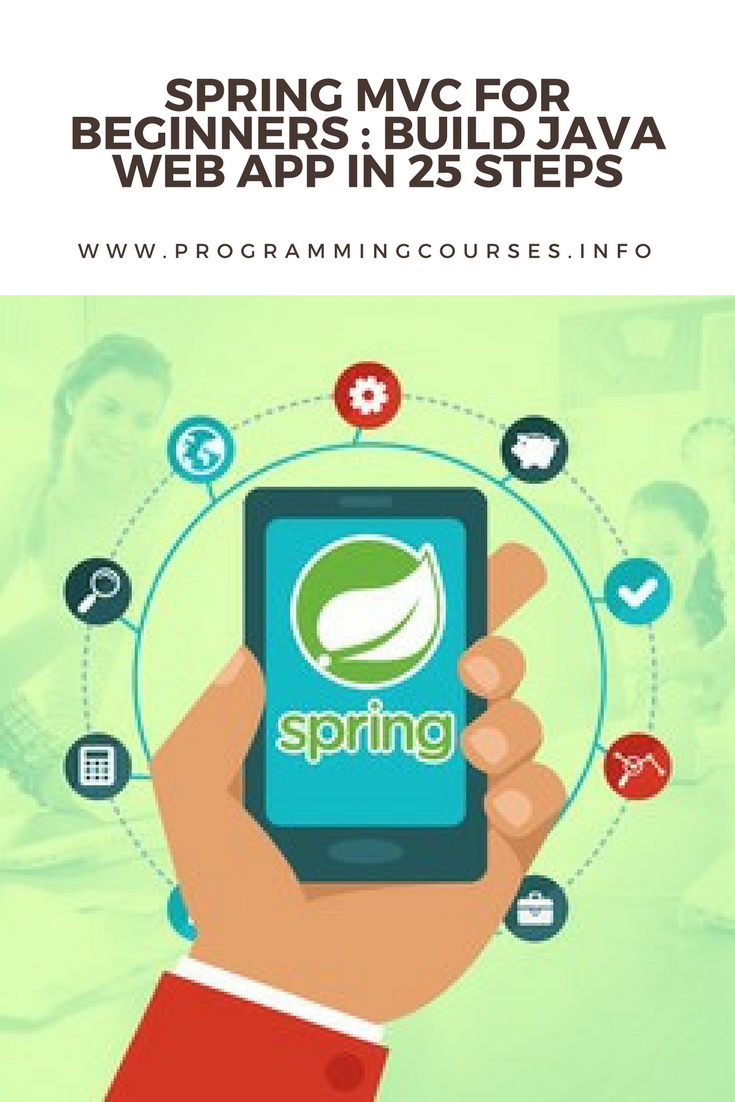 SPRING MVC FOR
BEGINNERS : BUILD JAVA
WEB APP IN 25 STEPS
WWW.PROGRAMMINGCOURSES.INFO
spring